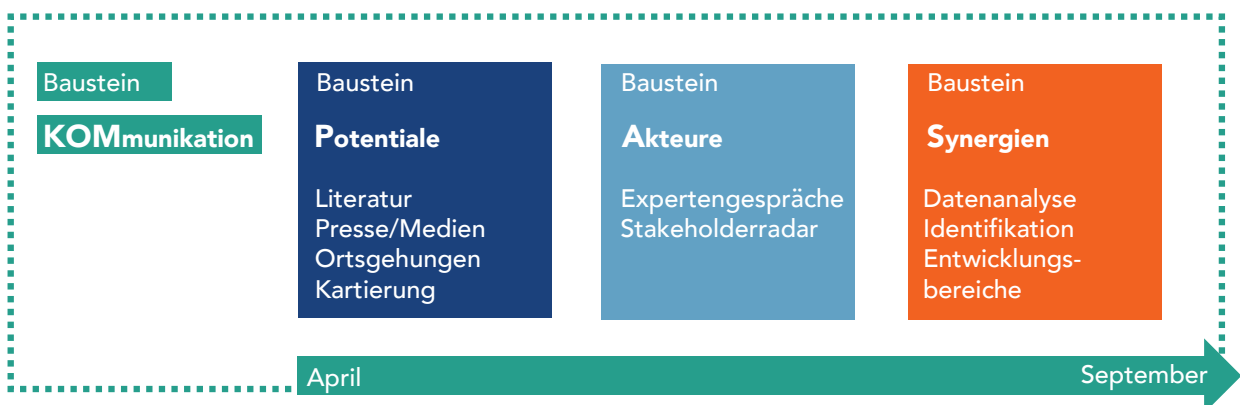 Baustein
KOMmunikation
Baustein
Potentiale
Literatur
Presse/Medien
Ortsgehungen
Kartierung
Baustein
Akteure
Expertengespräche
Stakeholderradar
Baustein
Synergien
Datenanalyse
Identifikation
Entwicklungs-
bereiche
April
September